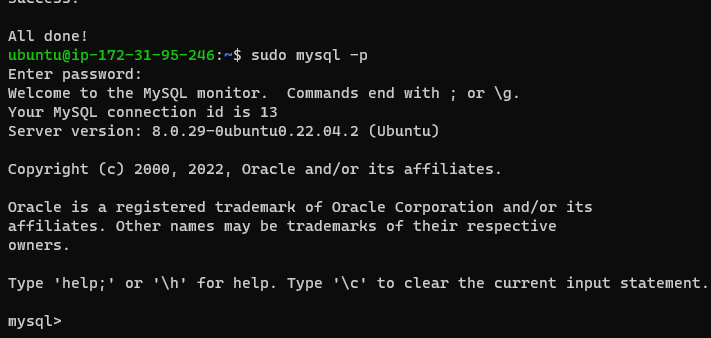 Success.
All done!
ubuntu@ip-172-31-95-246:~$ sudo mysql -p
Enter password:
Welcome to the MySQL monitor.  Commands end with ; or \g.
Your MySQL connection id is 13
Server version: 8.0.29-0ubuntu0.22.04.2 (Ubuntu)
Copyright (c) 2000, 2022, Oracle and/or its affiliates.
Oracle is a registered trademark of Oracle Corporation and/or its
affiliates. Other names may be trademarks of their respective
owners.
Type 'help;' or '\h' for help. Type '\c' to clear the current input statement.
mysql>